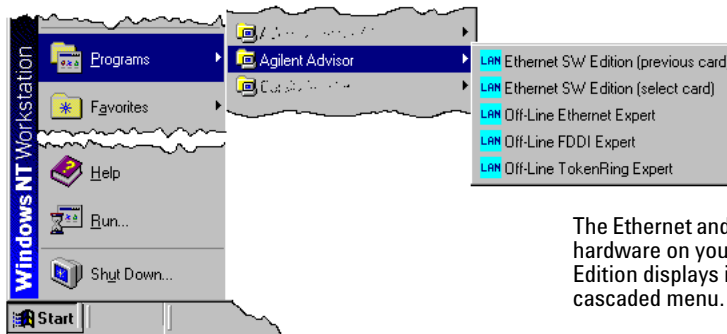 Windows NT Workstation
Programs
Favorites
Help
Run...
Shut Down...
Start
Agilent Advisor
LAN Ethernet SW Edition (previous card
LAN Ethernet SW Edition (select card)
LAN Off-Line Ethernet Expert
LAN Off-Line FDDI Expert
LAN Off-Line TokenRing Expert
The Ethernet and
hardware on you
Edition displays i
cascaded menu.